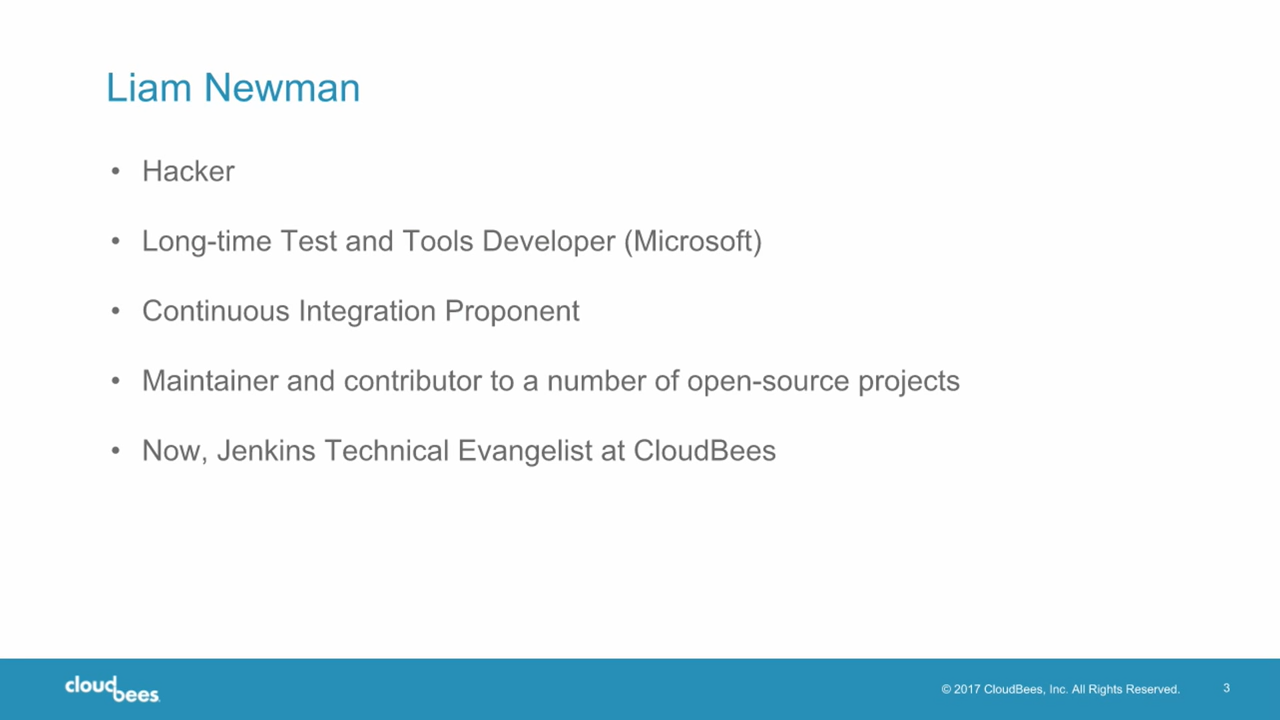 Liam Newman
• Hacker
• Long-time Test and Tools Developer (Microsoft)
• Continuous Integration Proponent
• Maintainer and contributor to a number of open-source projects
• Now, Jenkins Technical Evangelist at CloudBees
cloudbees
© 2017 CloudBees, Inc. All Rights Reserved. 3